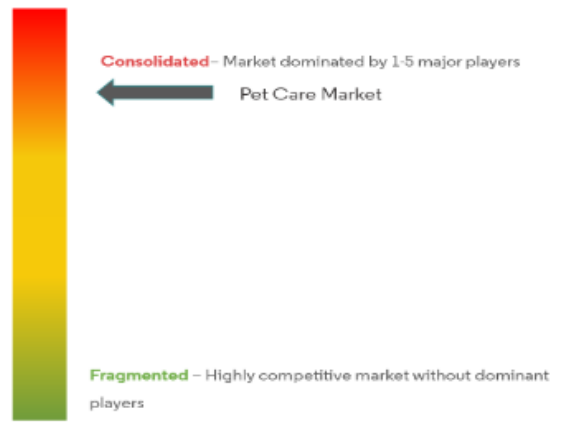 Consolidated– Market dominated by 1-5 major players
Pet Care Market
Fragmented – Highly competitive market without dominant
players